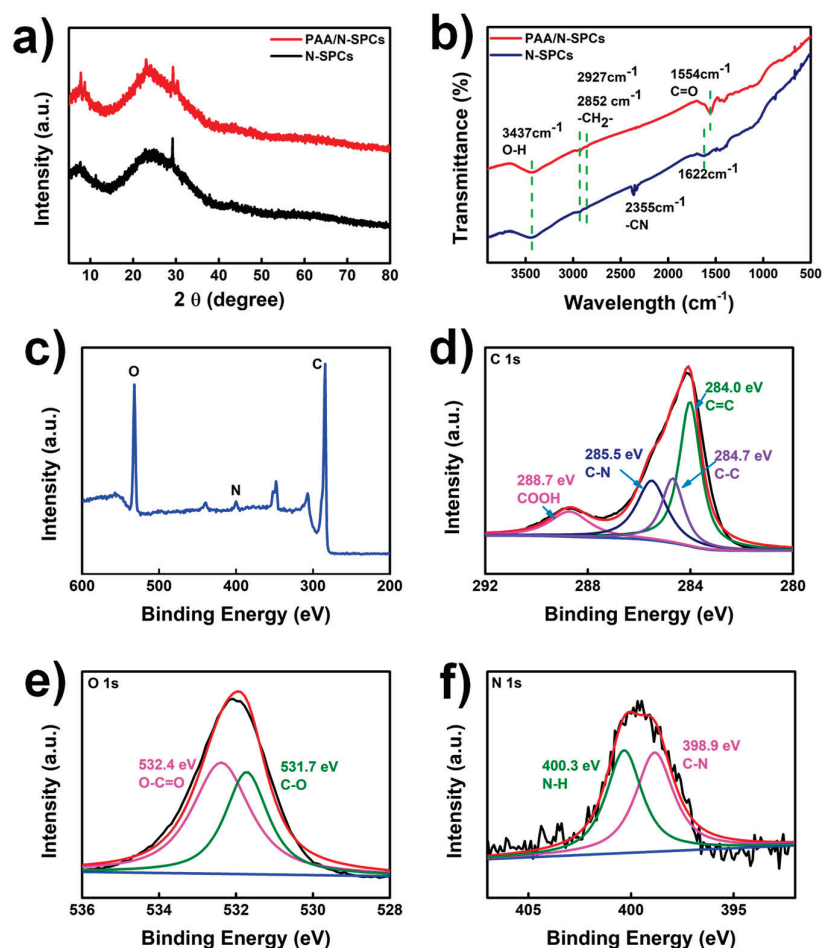 a)
PAA/N-SPCs
N-SPCs
Intensity (a.u.)
10 20 30 40 50 60 70 80
2 θ (degree)
b)
PAA/N-SPCs
N-SPCs
2927cm-1
1554cm-1
2852 cm-1
C=O
-CH2-
3437cm-1
O-H
1622cm-1
2355cm-1
-CN
Transmittance (%)
3500 3000 2500 2000 1500 1000 500
Wavelength (cm-1)
c)
O
C
N
Intensity (a.u.)
600 500 400 300 200
Binding Energy (eV)
d)
C 1s
284.0 eV
C=C
285.5 eV
C-N
284.7 eV
C-C
288.7 eV
COOH
Intensity (a.u.)
292 288 284 280
Binding Energy (eV)
e)
O 1s
532.4 eV
O-C=O
531.7 eV
C-O
Intensity (a.u.)
536 534 532 530 528
Binding Energy (eV)
f)
N 1s
400.3 eV
N-H
398.9 eV
C-N
Intensity (a.u.)
405 400 395
Binding Energy (eV)